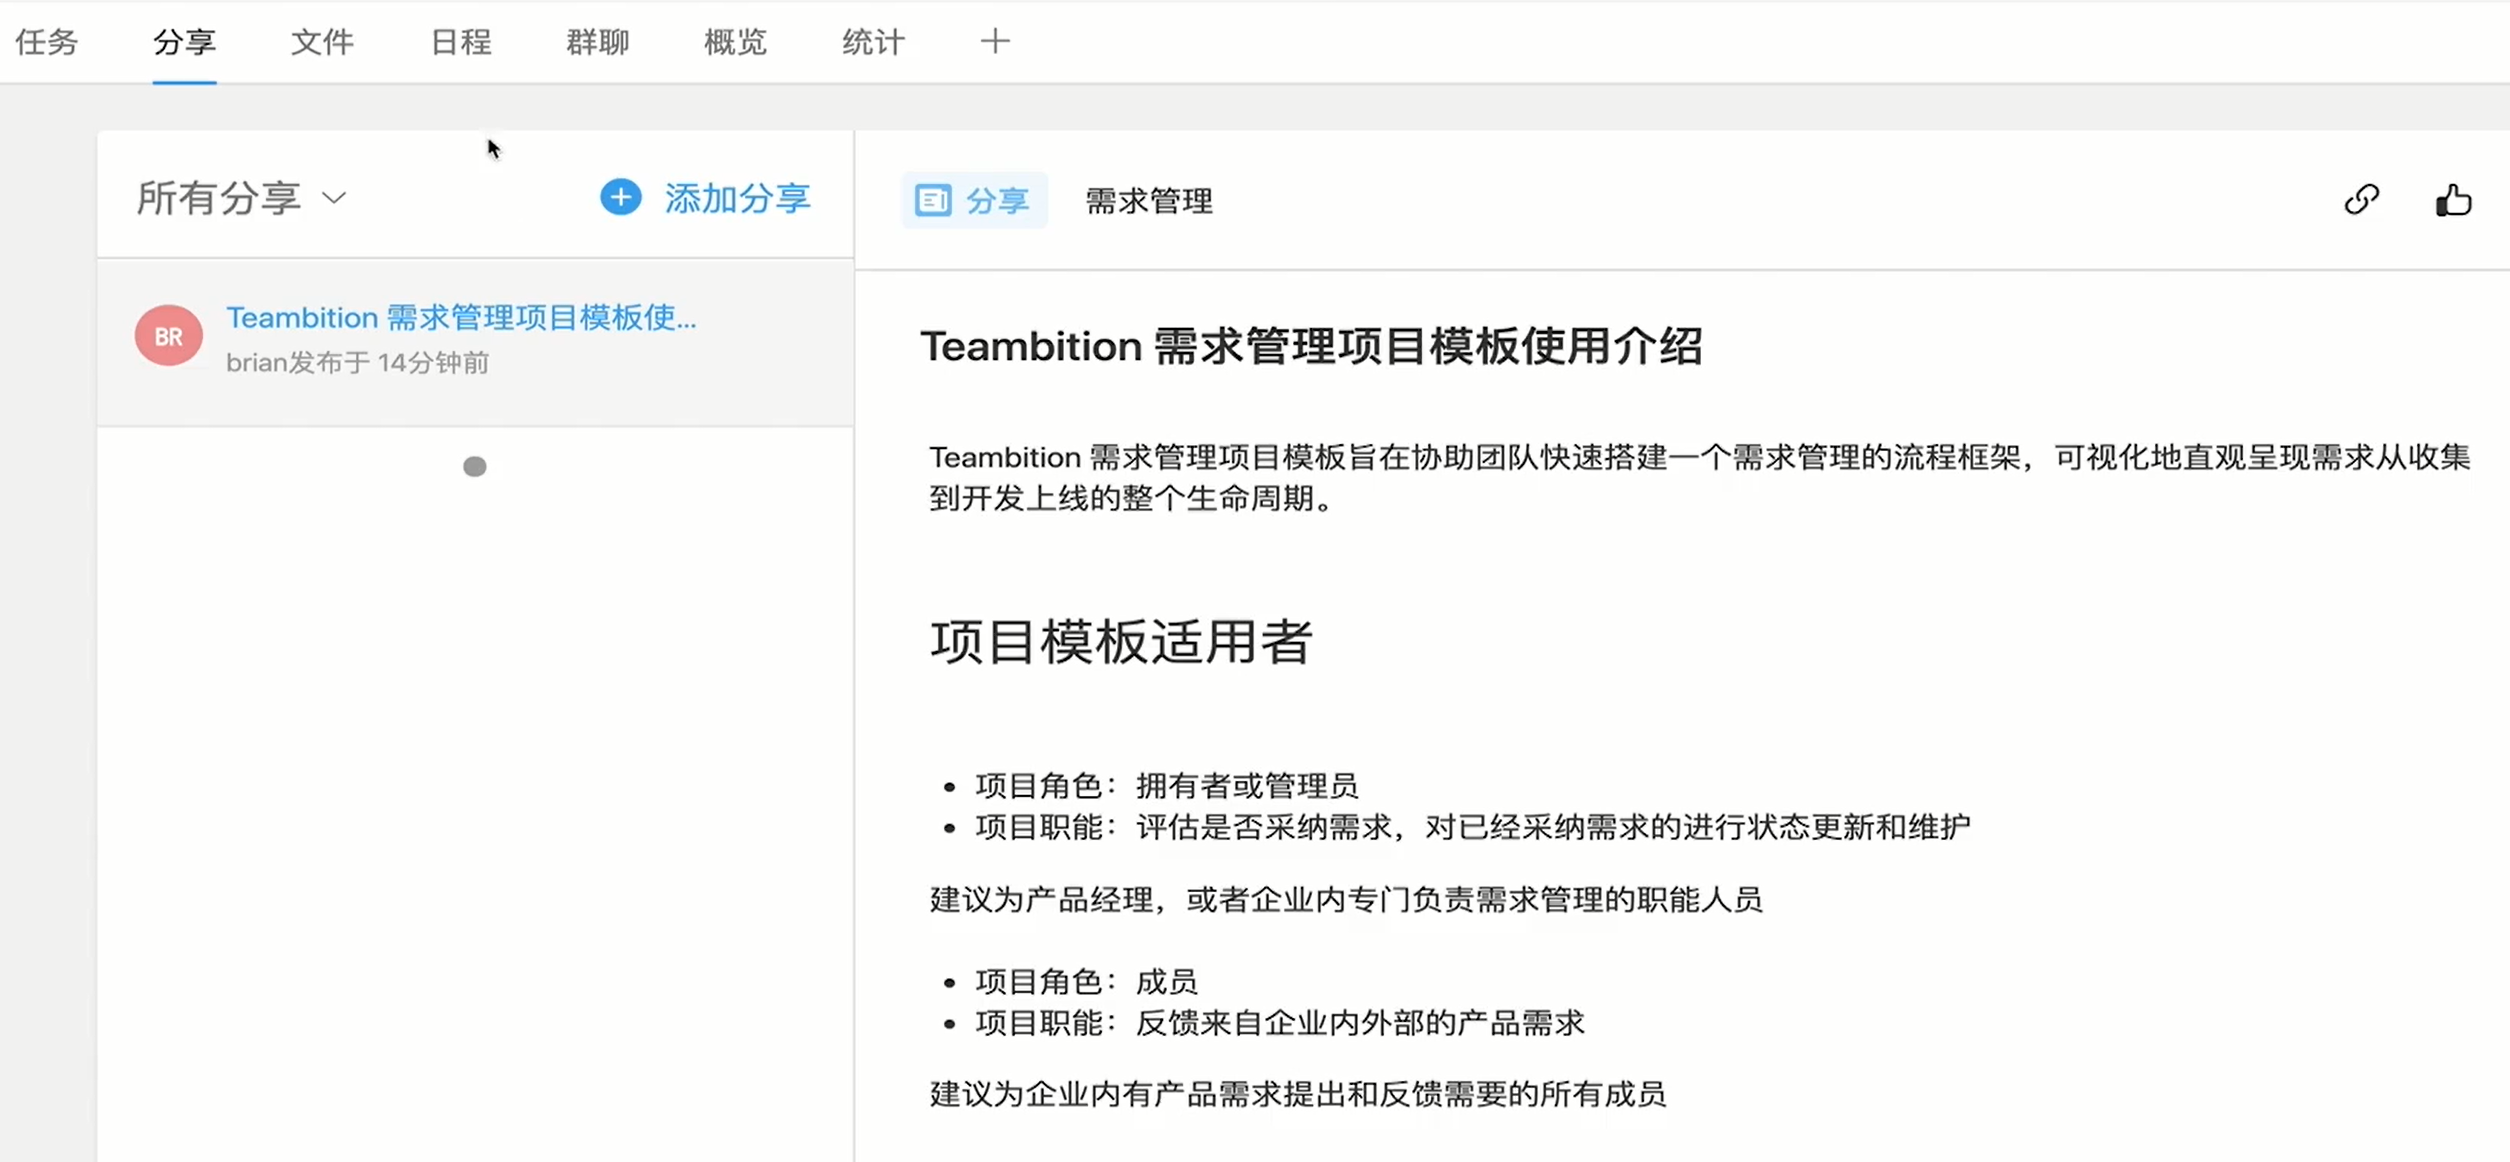 任务 分享 文件 日程 群聊 概览 统计
所有分享 添加分享
BR
Teambition 需求管理项目模板使...
brian发布于 14分钟前
分享 需求管理
Teambition 需求管理项目模板使用介绍
Teambition 需求管理项目模板旨在协助团队快速搭建一个需求管理的流程框架，可视化地直观呈现需求从收集
到开发上线的整个生命周期。
项目模板适用者
• 项目角色：拥有者或管理员
• 项目职能：评估是否采纳需求，对已经采纳需求的进行状态更新和维护
建议为产品经理，或者企业内专门负责需求管理的职能人员
• 项目角色：成员
• 项目职能：反馈来自企业内外部的产品需求
建议为企业内有产品需求提出和反馈需要的所有成员